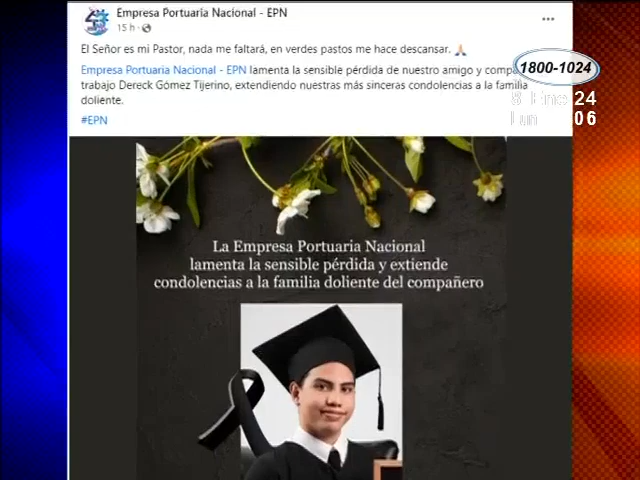 Empresa Portuaria Nacional - EPN
15 h ·
El Señor es mi Pastor, nada me faltará, en verdes pastos me hace descansar. 🙏
Empresa Portuaria Nacional - EPN lamenta la sensible pérdida de nuestro amigo y
trabajo Dereck Gómez Tijerino, extendiendo nuestras más sinceras condolencias a la familia
doliente.
#EPN
1800-1024
8 Ene 24
Lun 06
La Empresa Portuaria Nacional
lamenta la sensible pérdida y extiende
condolencias a la familia doliente del compañero